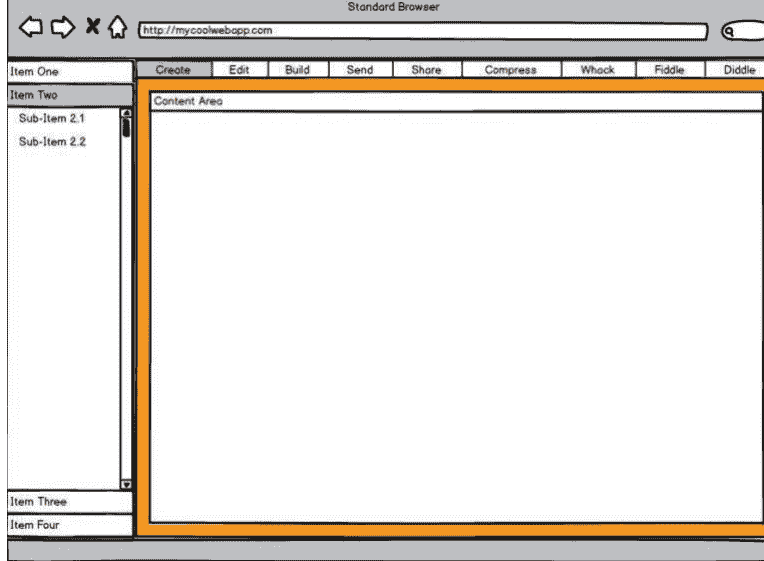 Standard Browser
http://mycoolwebapp.com
Item One
Create Edit Build Send Share Compress Whack Fiddle Diddle
Item Two
Content Area
Sub-Item 2.1
Sub-Item 2.2
Item Three
Item Four